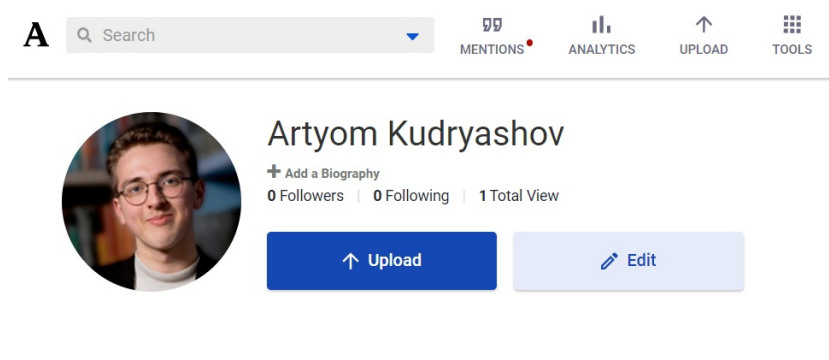 A Search
MENTIONS ANALYTICS UPLOAD TOOLS
Artyom Kudryashov
Add a Biography
0 Followers | 0 Following | 1 Total View
Upload Edit